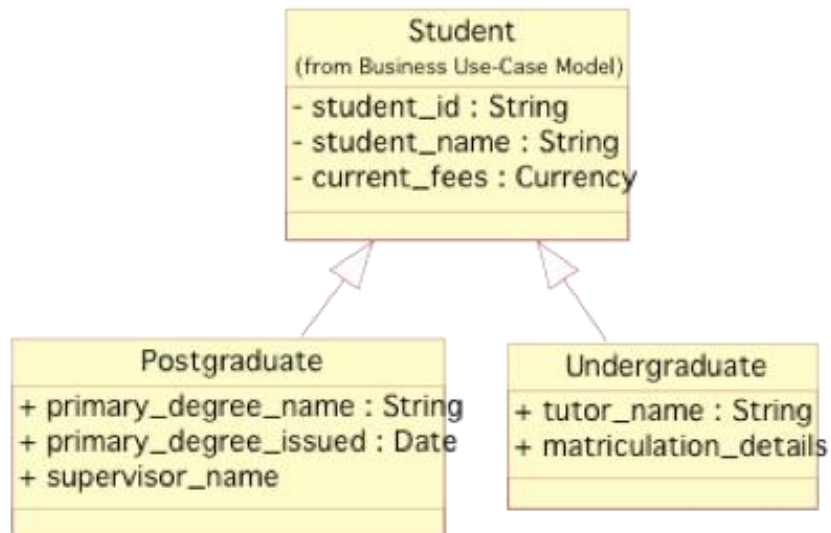 Student
(from Business Use-Case Model)
- student_id : String
- student_name : String
- current_fees : Currency
Postgraduate
+ primary_degree_name : String
+ primary_degree_issued : Date
+ supervisor_name
Undergraduate
+ tutor_name : String
+ matriculation_details